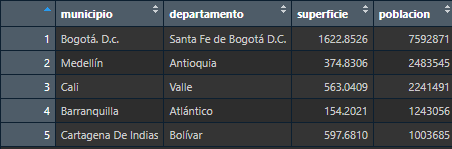 municipio departamento superficie poblacion
1 Bogotá. D.c. Santa Fe de Bogotá D.C. 1622.8526 7592871
2 Medellín Antioquia 374.8306 2483545
3 Cali Valle 563.0409 2241491
4 Barranquilla Atlántico 154.2021 1243056
5 Cartagena De Indias Bolívar 597.6810 1003685